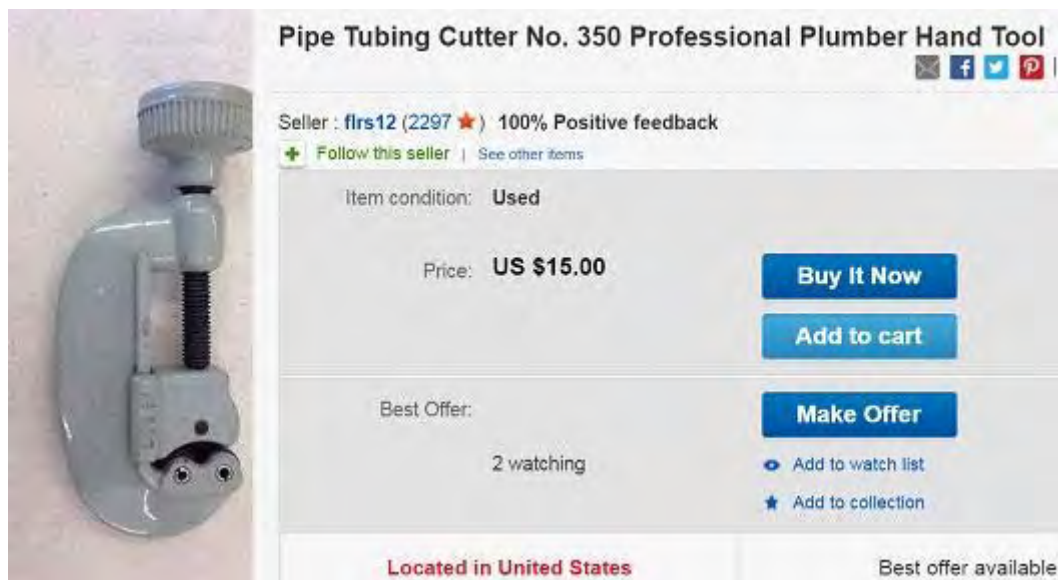 Pipe Tubing Cutter No. 350 Professional Plumber Hand Tool
Seller : flrs12 (2297 ) 100% Positive feedback
Follow this seller | See other items
Item condition: Used
Price: US $15.00
Buy It Now
Add to cart
Best Offer:
Make Offer
2 watching
Add to watch list
Add to collection
Located in United States
Best offer available